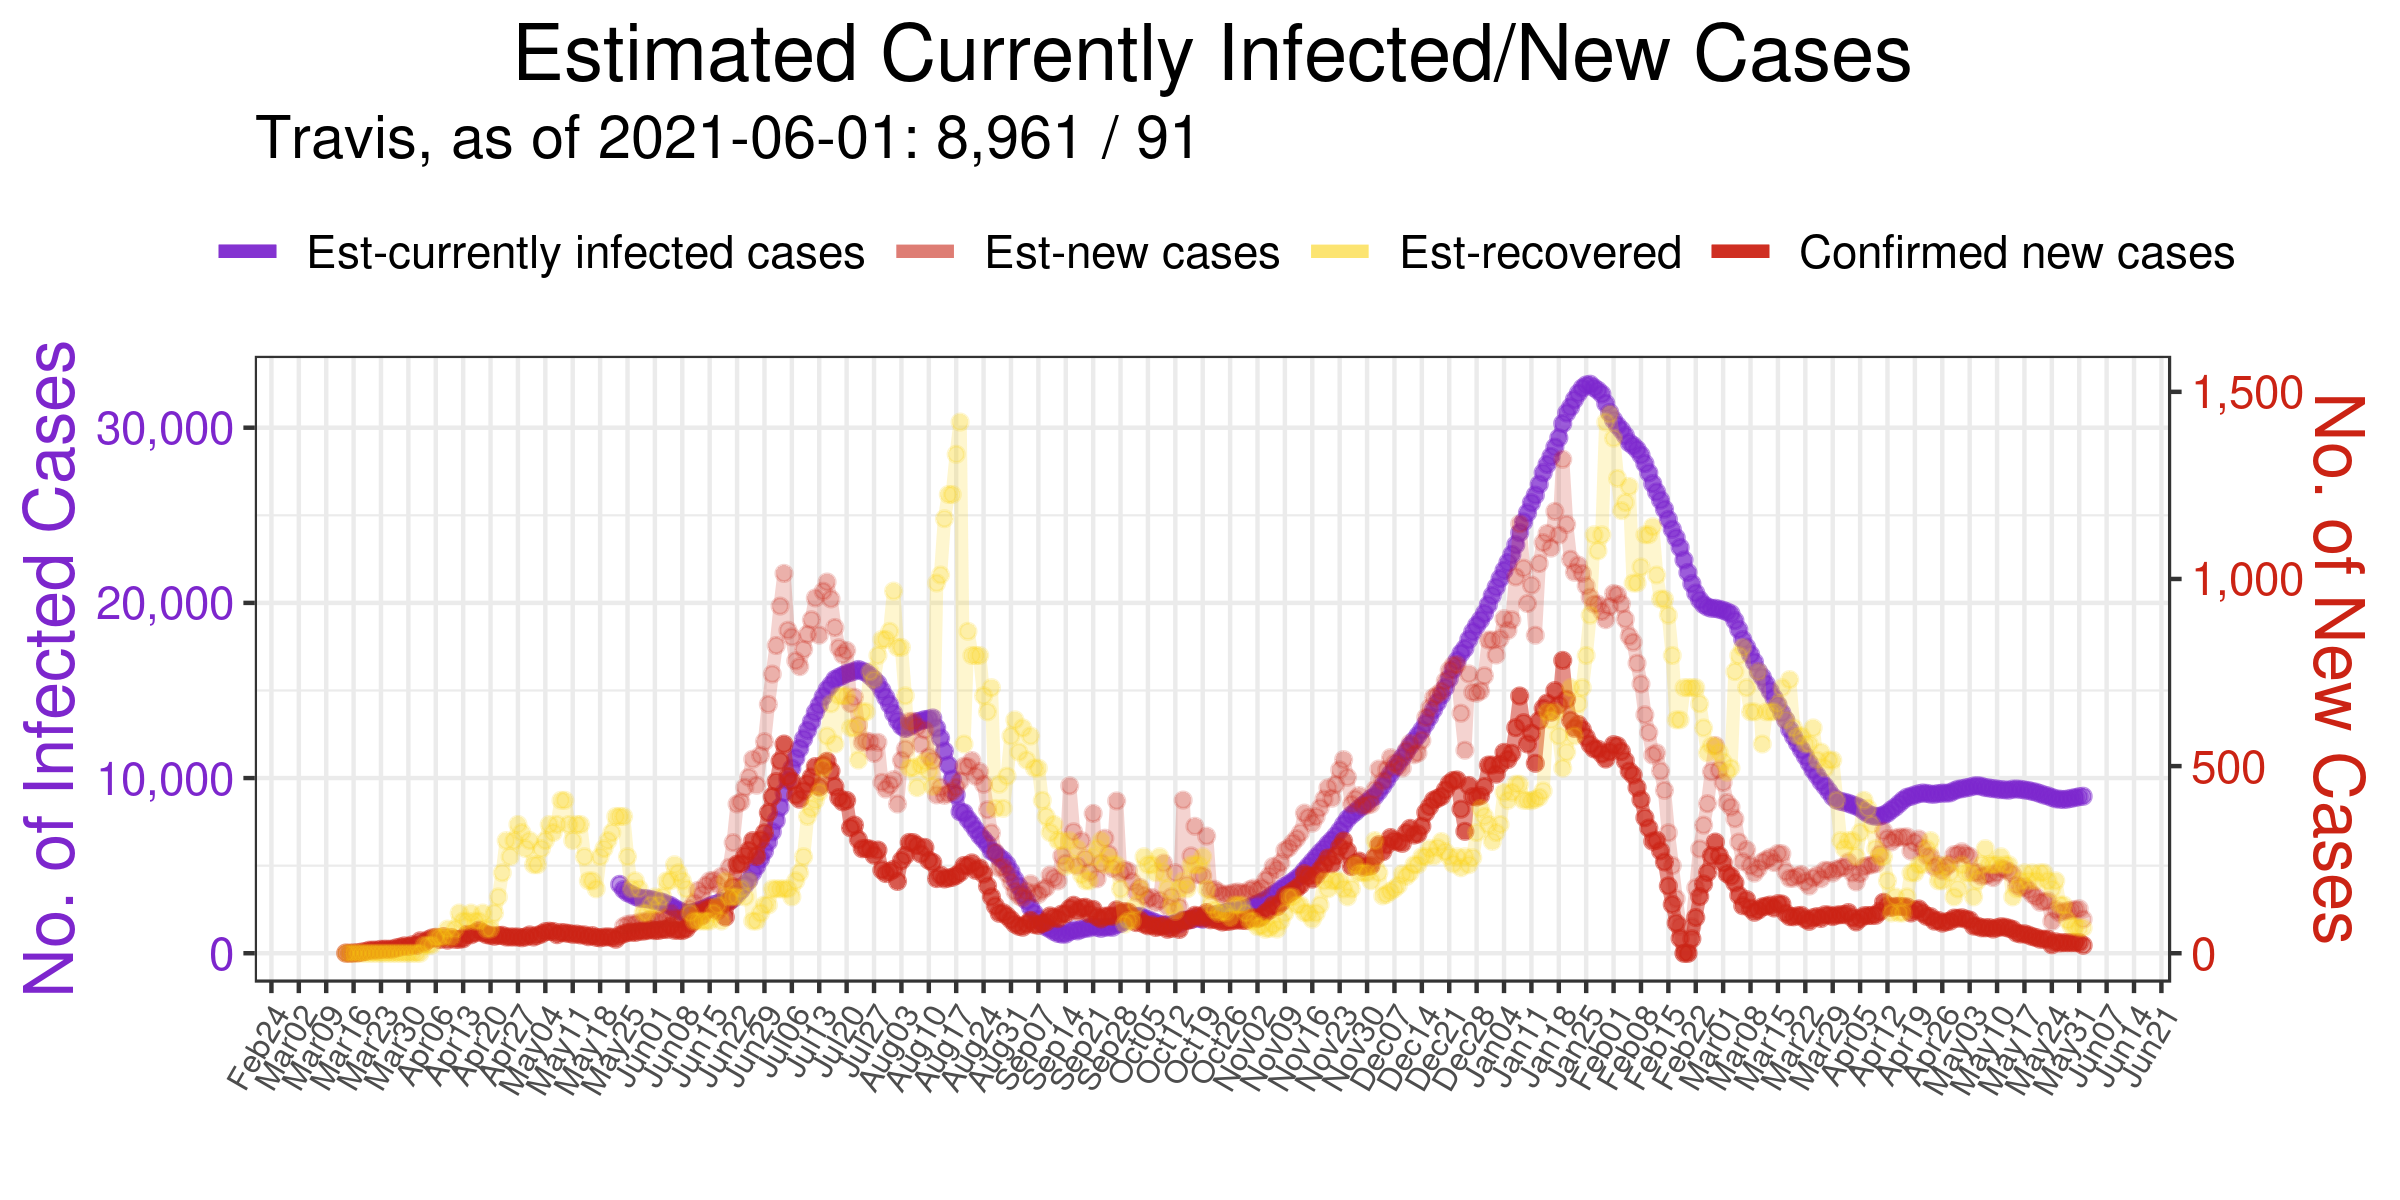 Estimated Currently Infected/New Cases
Travis, as of 2021-06-01: 8,961 / 91
Est-currently infected cases Est-new cases Est-recovered Confirmed new cases
No. of Infected Cases
30,000
20,000
10,000
0
1,500
1,000
500
0
No. of New Cases
Feb24
Mar02
Mar09
Mar16
Mar23
Mar30
Apr06
Apr13
Apr20
Apr27
May04
May11
May18
May25
Jun01
Jun08
Jun15
Jun22
Jun29
Jul06
Jul13
Jul20
Jul27
Aug03
Aug10
Aug17
Aug24
Aug31
Sep07
Sep14
Sep21
Sep28
Oct05
Oct12
Oct19
Oct26
Nov02
Nov09
Nov16
Nov23
Nov30
Dec07
Dec14
Dec21
Dec28
Jan04
Jan11
Jan18
Jan25
Feb01
Feb08
Feb15
Feb22
Mar01
Mar08
Mar15
Mar22
Mar29
Apr05
Apr12
Apr19
Apr26
May03
May10
May17
May24
May31
Jun07
Jun14
Jun21